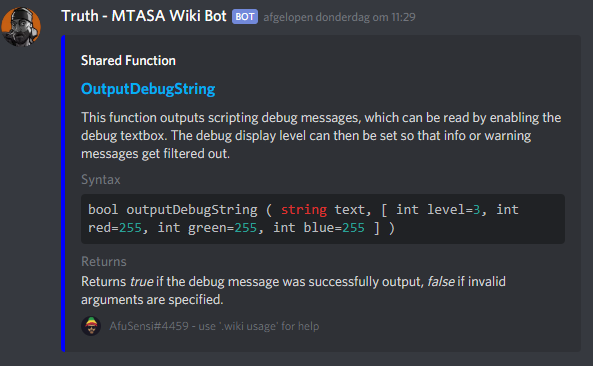 Truth - MTASA Wiki Bot BOT afgelopen donderdag om 11:29
Shared Function
OutputDebugString
This function outputs scripting debug messages, which can be read by enabling the
debug textbox. The debug display level can then be set so that info or warning
messages get filtered out.
Syntax
bool outputDebugString ( string text, [ int level=3, int
red=255, int green=255, int blue=255 ] )
Returns
Returns true if the debug message was successfully output, false if invalid
arguments are specified.
AfuSensi#4459 - use '.wiki usage' for help